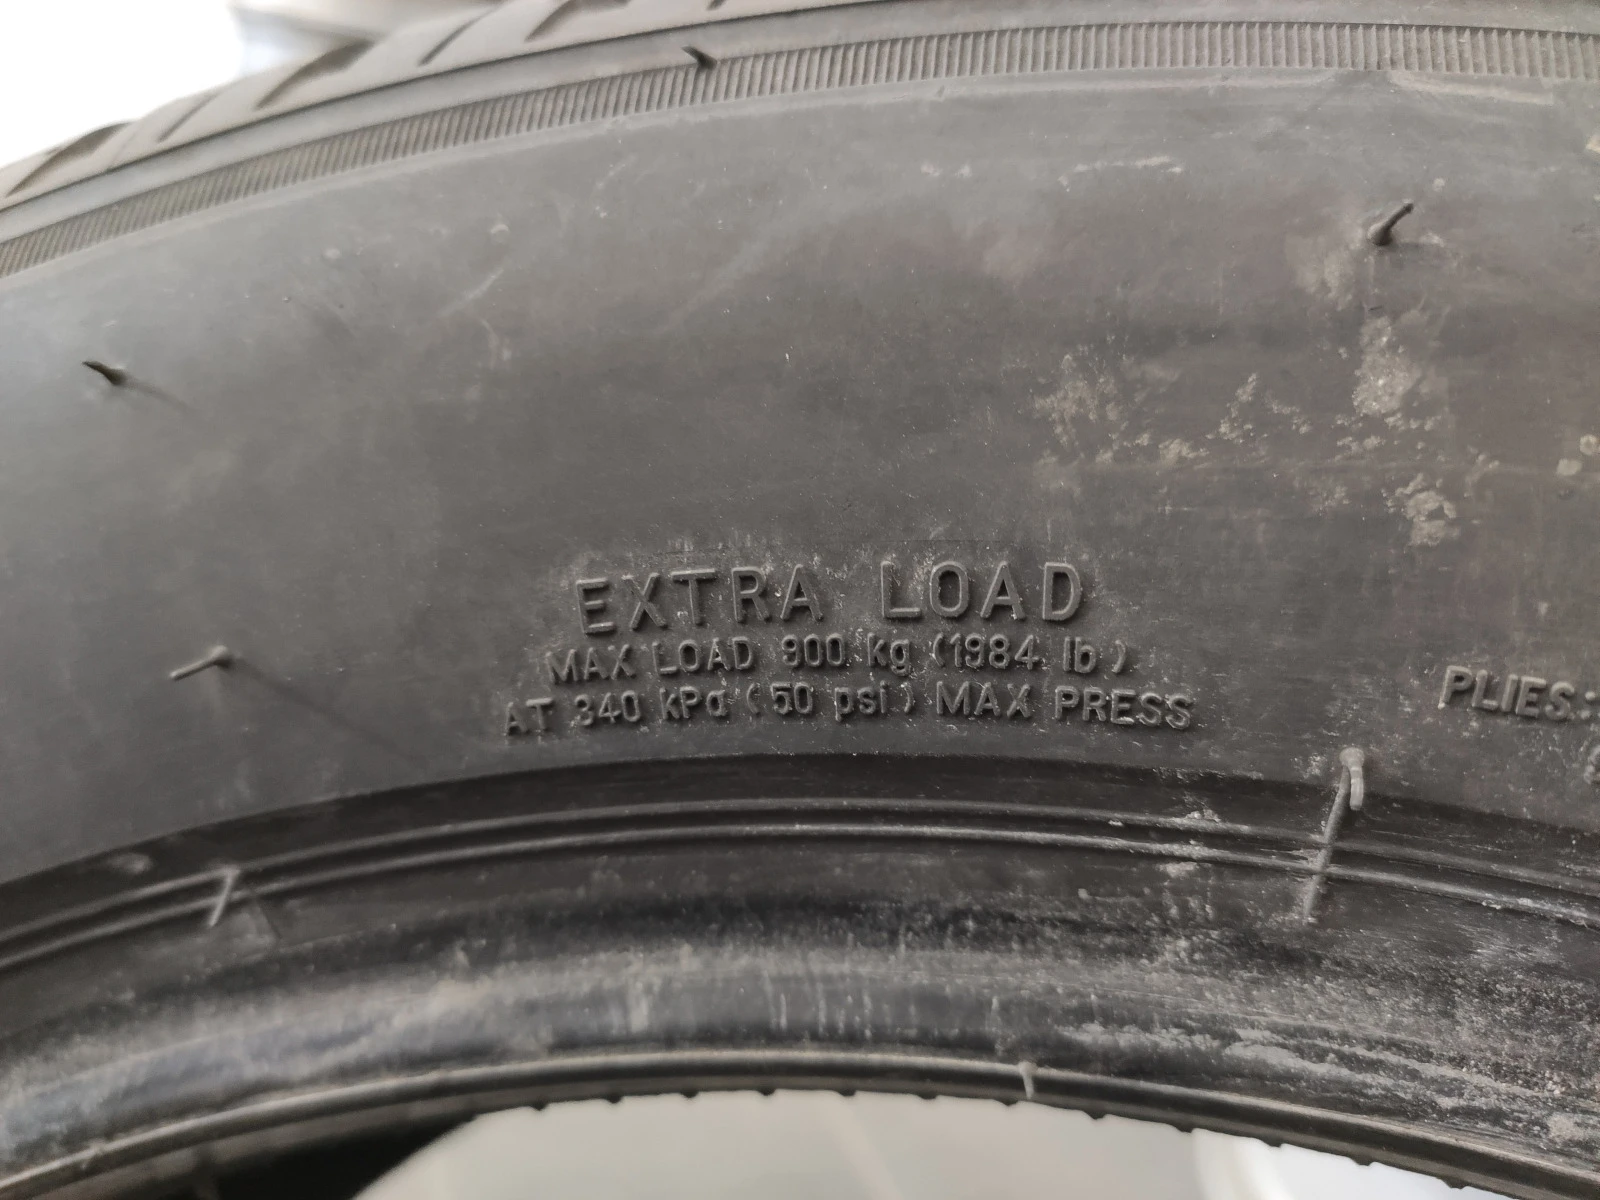 EXTRA LOAD
MAX LOAD 900 kg (1984 lb)
AT 340 kPa (50 psi) MAX PRESS
PLIES: